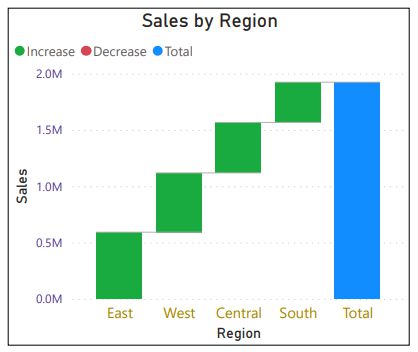 Sales by Region
Increase Decrease Total
2.0M
1.5M
1.0M
0.5M
0.0M
Sales
East West Central South Total
Region